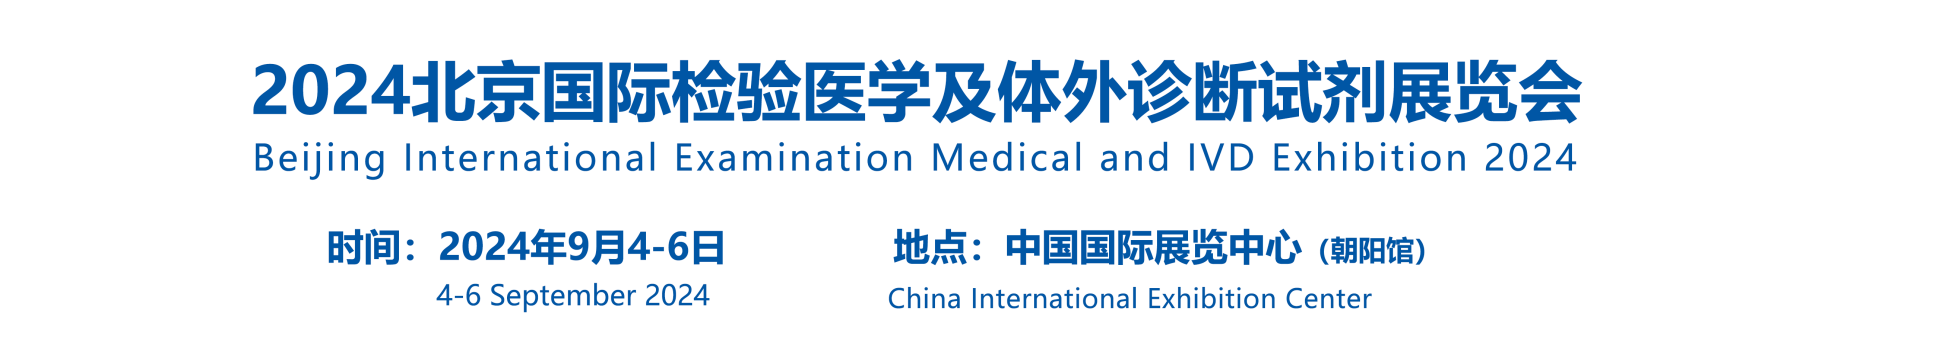 2024北京国际检验医学及体外诊断试剂展览会
Beijing International Examination Medical and IVD Exhibition 2024
时间：2024年9月4-6日
4-6 September 2024
地点：中国国际展览中心（朝阳馆）
China International Exhibition Center